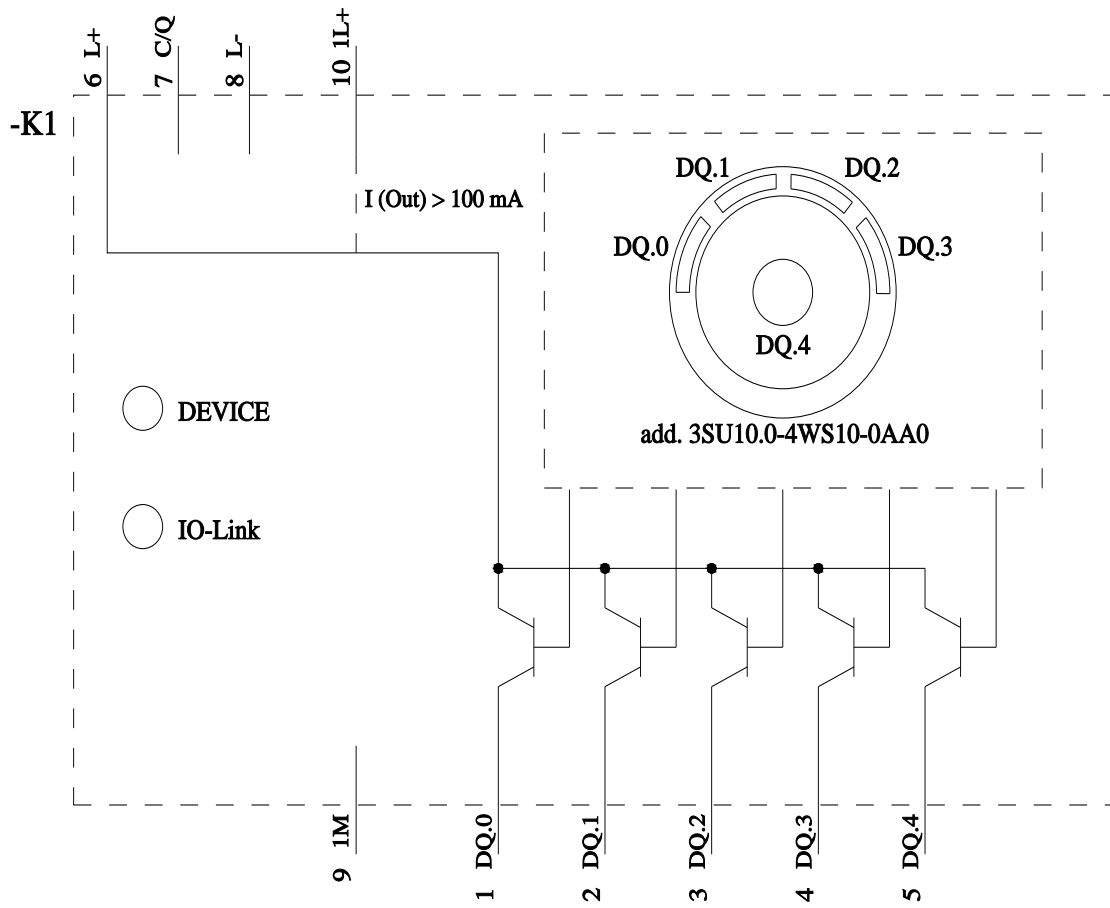 6 L+
7 C/Q
8 L-
10 1L+
-K1
I (Out) > 100 mA
DQ.1
DQ.2
DQ.0
DQ.3
DQ.4
add. 3SU10.0-4WS10-0AA0
DEVICE
IO-Link
9 1M
1 DQ.0
2 DQ.1
3 DQ.2
4 DQ.3
5 DQ.4